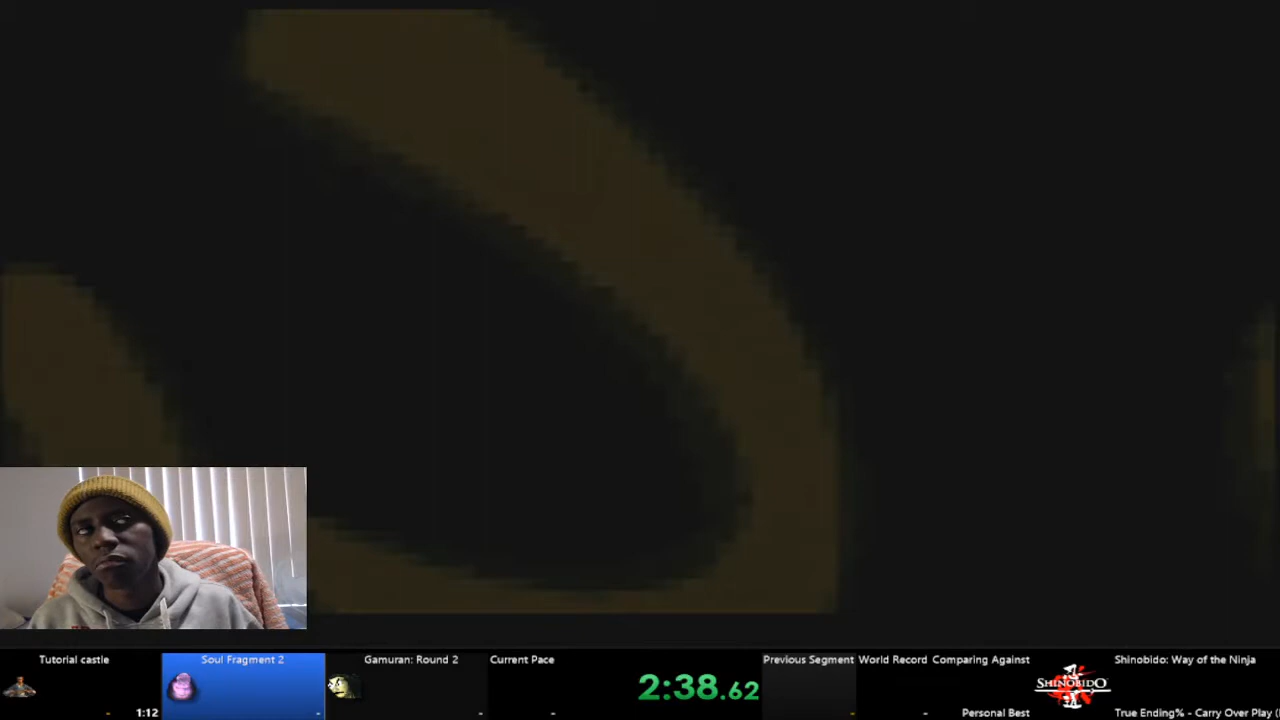 Tutorial castle
1:12
Soul Fragment 2
-
Gamuran: Round 2
-
Current Pace
-
2:38.62
Previous Segment
-
World Record
-
Comparing Against
Personal Best
SHINOBIDO
Shinobido: Way of the Ninja
True Ending% - Carry Over Play (